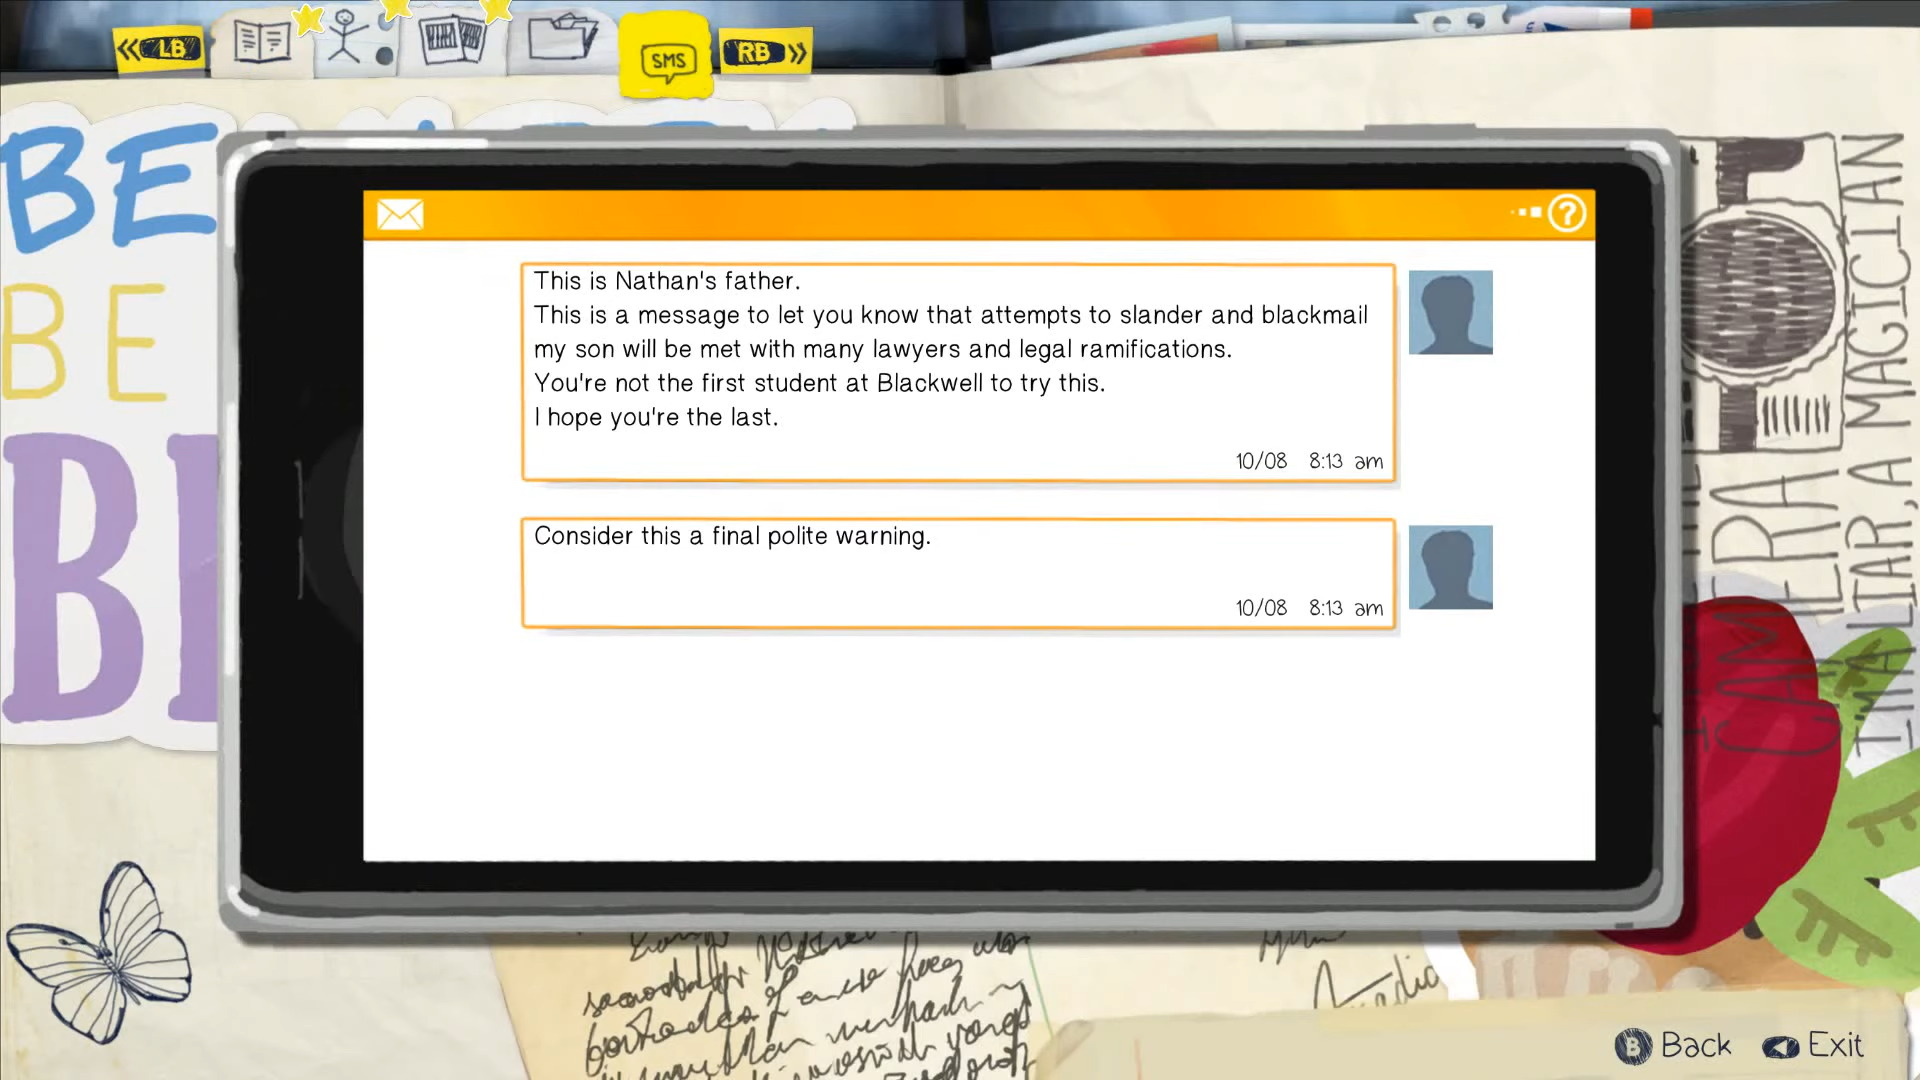 LB
SMS
RB
BE
BE
This is Nathan's father.
This is a message to let you know that attempts to slander and blackmail
my son will be met with many lawyers and legal ramifications.
You're not the first student at Blackwell to try this.
I hope you're the last.
10/08 8:13 am
Consider this a final polite warning.
10/08 8:13 am
CAMERA
LIAR, A MAGICIAN
B Back
Exit